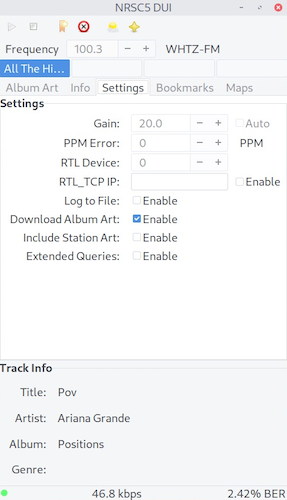 NRSC5 DUI
Frequency 100.3 − + WHTZ-FM
All The Hi...
Album Art Info Settings Bookmarks Maps
Settings
Gain: 20.0 − + Auto
PPM Error: 0 − + PPM
RTL Device: 0 − +
RTL_TCP IP: Enable
Log to File: Enable
Download Album Art: Enable
Include Station Art: Enable
Extended Queries: Enable
Track Info
Title: Pov
Artist: Ariana Grande
Album: Positions
Genre:
46.8 kbps 2.42% BER